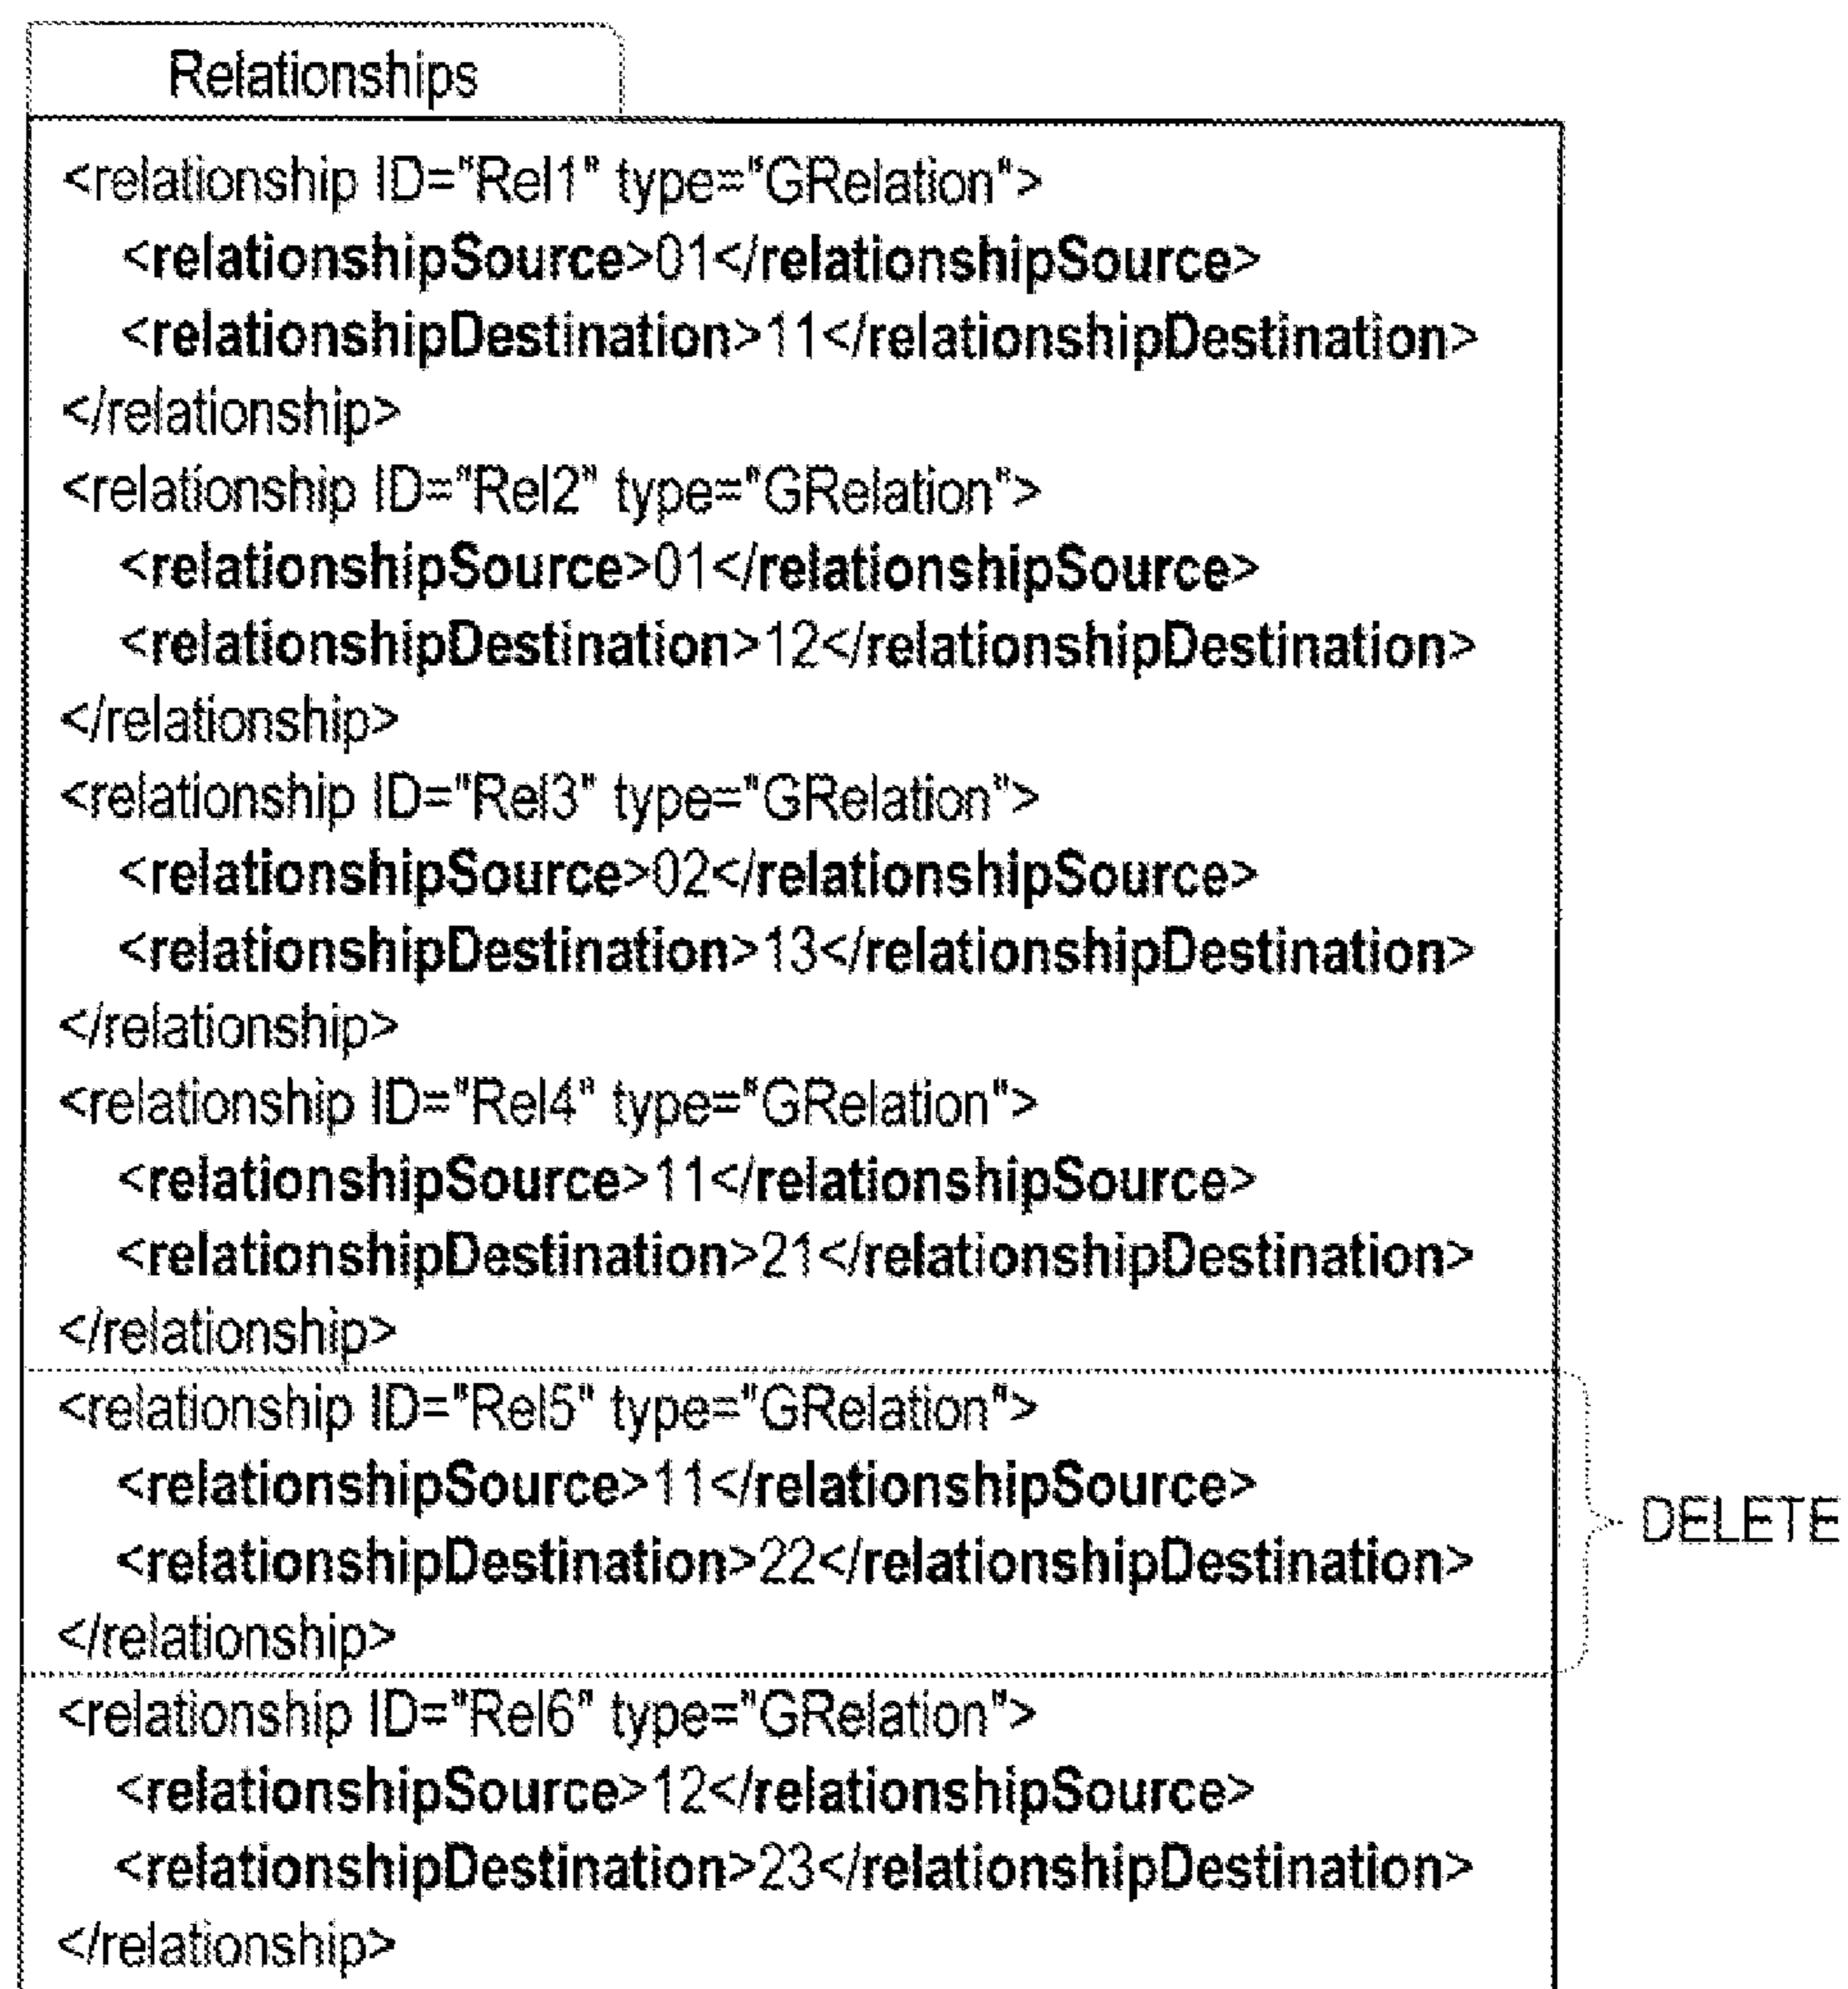 Relationships
<relationship ID="Rel1" type="GRelation">
<relationshipSource>01</relationshipSource>
<relationshipDestination>11</relationshipDestination>
</relationship>
<relationship ID="Rel2" type="GRelation">
<relationshipSource>01</relationshipSource>
<relationshipDestination>12</relationshipDestination>
</relationship>
<relationship ID="Rel3" type="GRelation">
<relationshipSource>02</relationshipSource>
<relationshipDestination>13</relationshipDestination>
</relationship>
<relationship ID="Rel4" type="GRelation">
<relationshipSource>11</relationshipSource>
<relationshipDestination>21</relationshipDestination>
</relationship>
<relationship ID="Rel5" type="GRelation">
<relationshipSource>11</relationshipSource>
<relationshipDestination>22</relationshipDestination>
</relationship>
DELETE
<relationship ID="Rel6" type="GRelation">
<relationshipSource>12</relationshipSource>
<relationshipDestination>23</relationshipDestination>
</relationship>